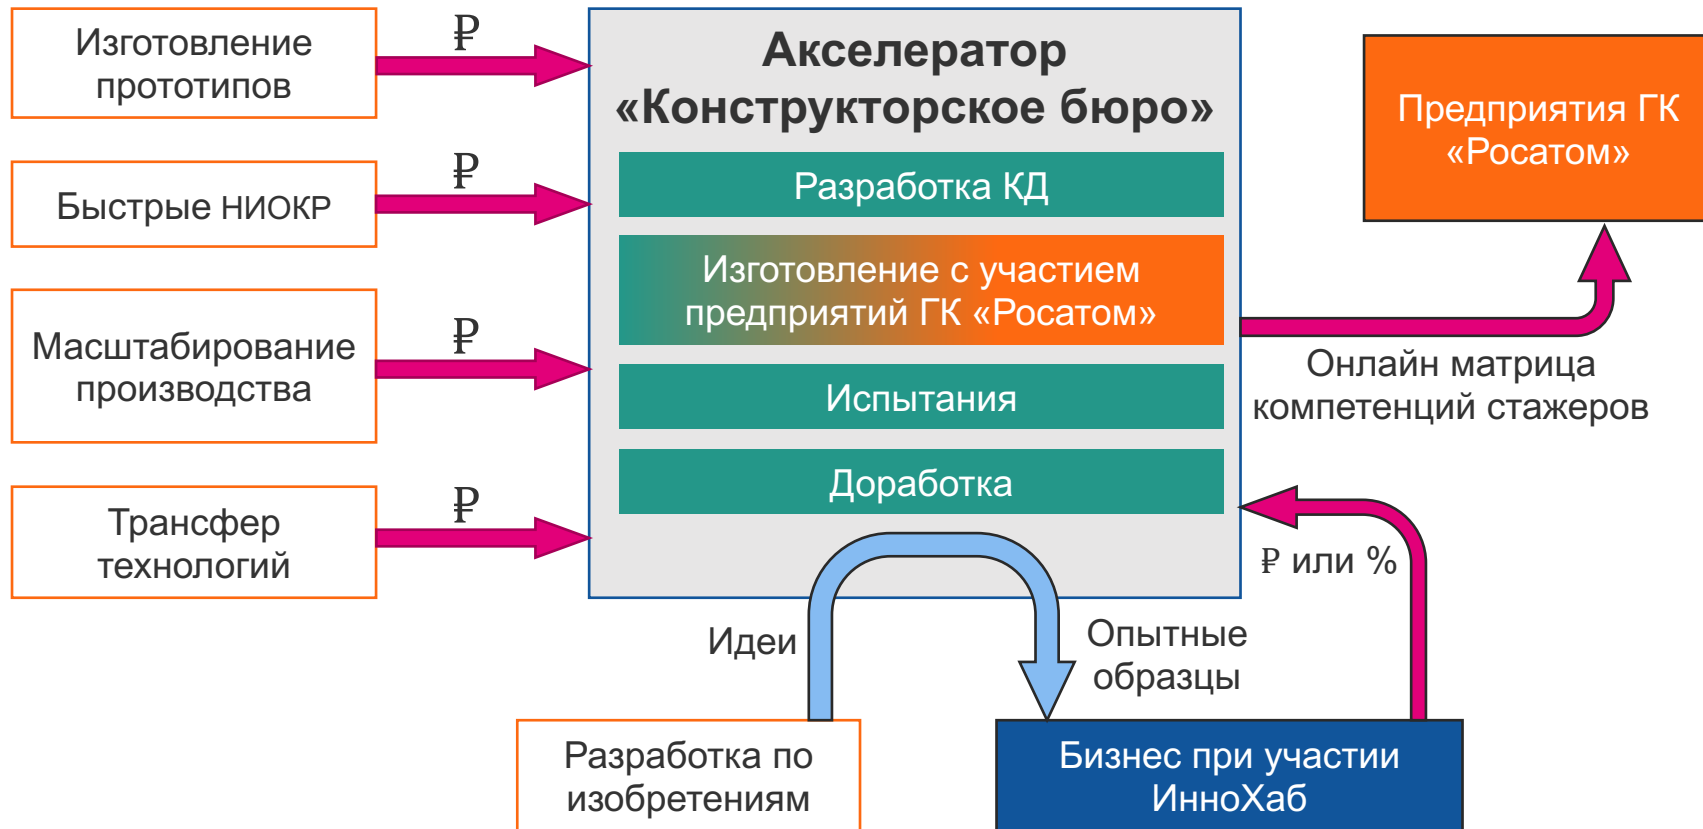 Изготовление
прототипов
₽
Быстрые НИОКР
₽
Масштабирование
производства
₽
Трансфер
технологий
₽
Акселератор
«Конструкторское бюро»
Разработка КД
Изготовление с участием
предприятий ГК «Росатом»
Испытания
Доработка
Предприятия ГК
«Росатом»
Онлайн матрица
компетенций стажеров
₽ или %
Идеи
Опытные
образцы
Разработка по
изобретениям
Бизнес при участии
ИнноХаб